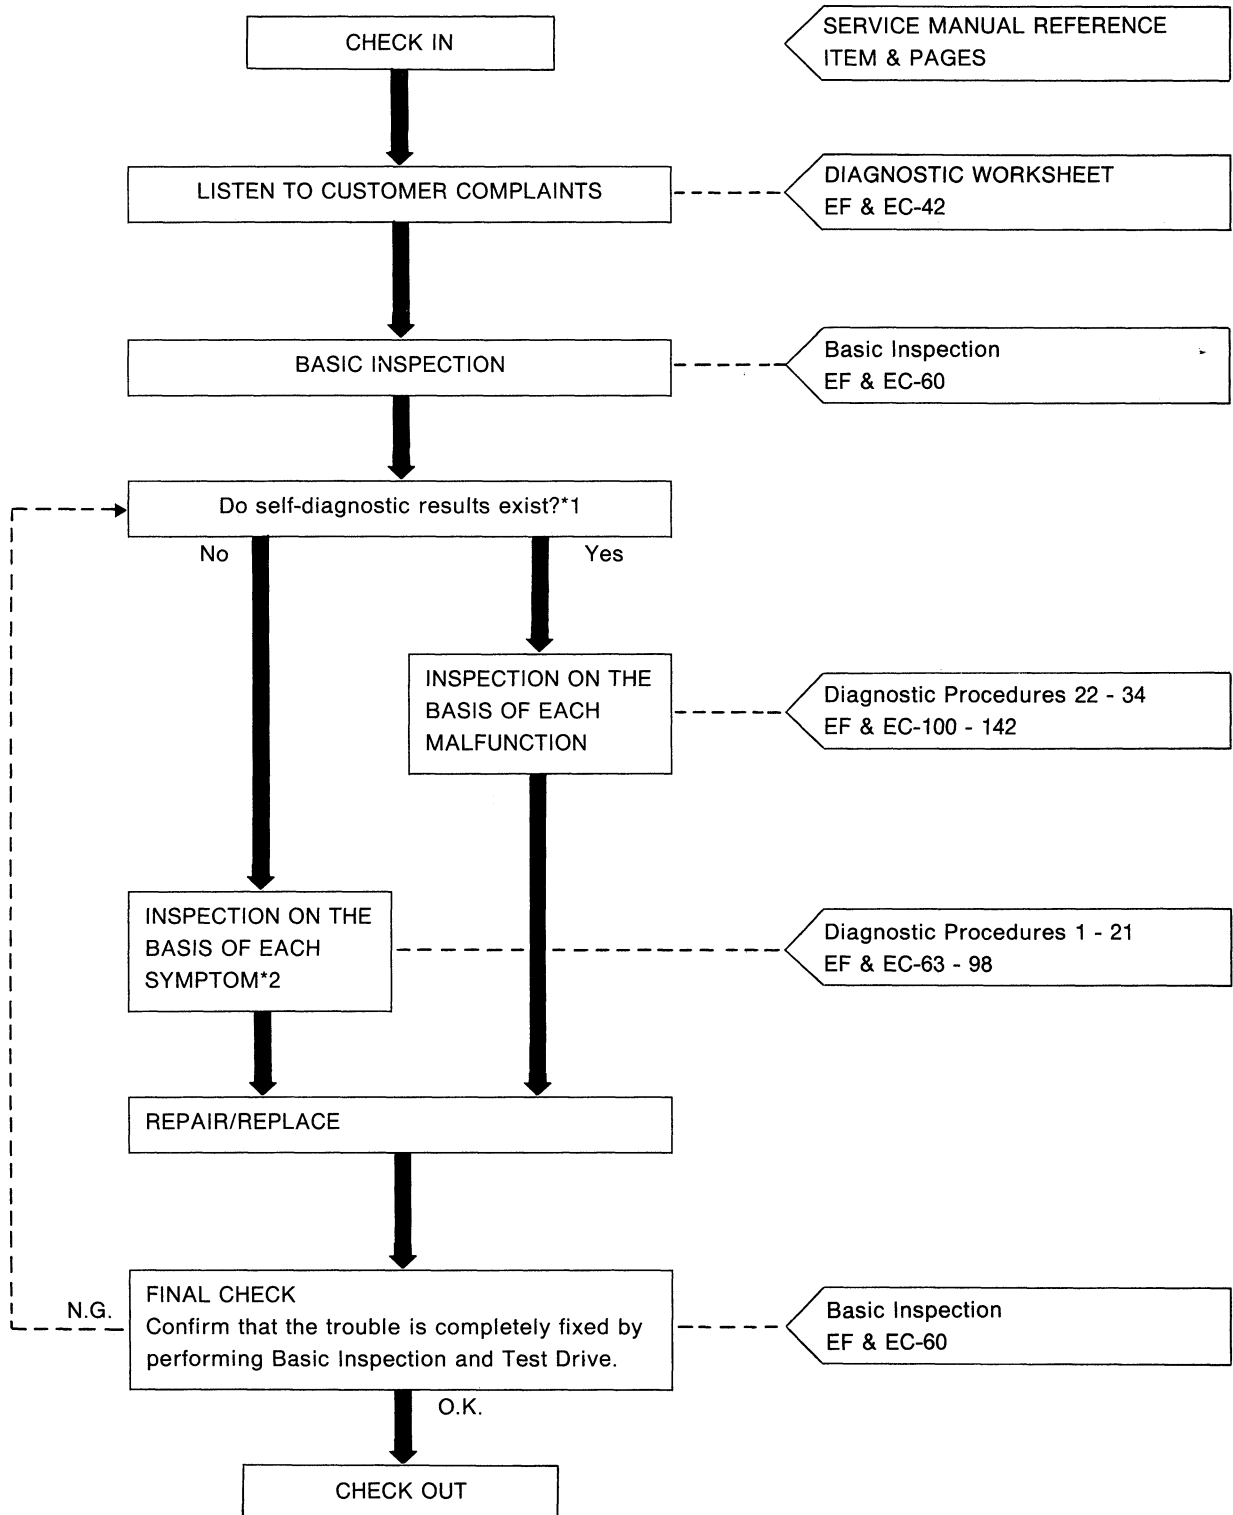 CHECK IN
SERVICE MANUAL REFERENCE
ITEM & PAGES
LISTEN TO CUSTOMER COMPLAINTS
DIAGNOSTIC WORKSHEET
EF & EC-42
BASIC INSPECTION
Basic Inspection
EF & EC-60
Do self-diagnostic results exist?*1
No
Yes
INSPECTION ON THE
BASIS OF EACH
MALFUNCTION
Diagnostic Procedures 22 - 34
EF & EC-100 - 142
INSPECTION ON THE
BASIS OF EACH
SYMPTOM*2
Diagnostic Procedures 1 - 21
EF & EC-63 - 98
REPAIR/REPLACE
N.G.
FINAL CHECK
Confirm that the trouble is completely fixed by
performing Basic Inspection and Test Drive.
Basic Inspection
EF & EC-60
O.K.
CHECK OUT